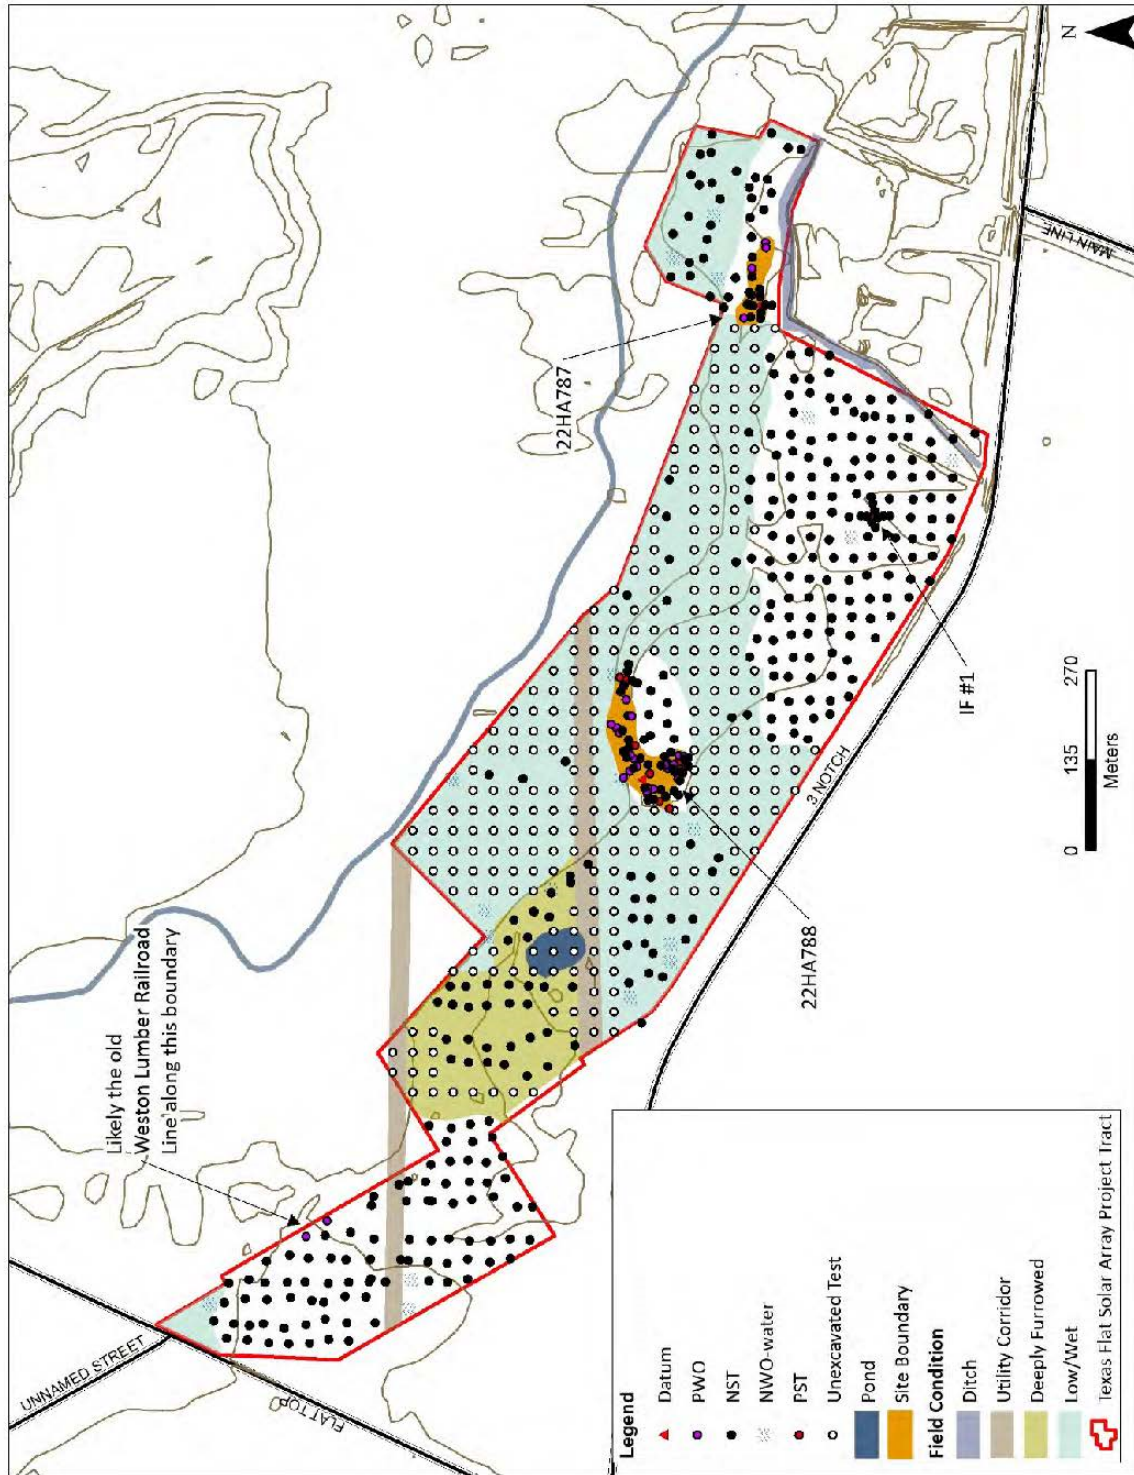 Likely the old
Weston Lumber Railroad
Line along this boundary
UNNAMED STREET
FLAT TOP
22HA787
22HA788
3 NOTCH
IF #1
MAIN LINE
N
0 135 270
Meters
Legend
Datum
PWO
NST
NWO-water
PST
Unexcavated Test
Pond
Site Boundary
Field Condition
Ditch
Utility Corridor
Deeply Furrowed
Low/Wet
Texas Flat Solar Array Project Tract